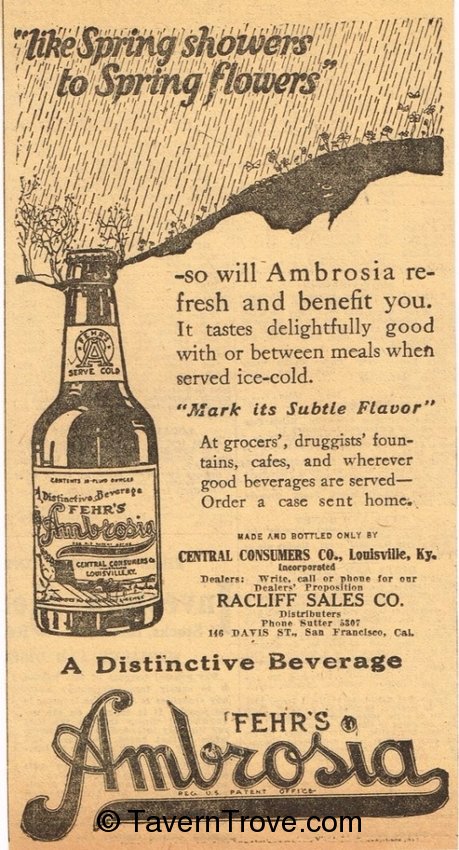 "like Spring showers
to Spring flowers"
-so will Ambrosia re-
fresh and benefit you.
It tastes delightfully good
with or between meals when
served ice-cold.
"Mark its Subtle Flavor"
At grocers', druggists' foun-
tains, cafes, and wherever
good beverages are served—
Order a case sent home.
MADE AND BOTTLED ONLY BY
CENTRAL CONSUMERS CO., Louisville, Ky.
Incorporated
Dealers: Write, call or phone for our
Dealers' Proposition
RACLIFF SALES CO.
Distributers
Phone Sutter 5307
146 DAVIS ST., San Francisco, Cal.
FEHR'S
A
SERVE COLD
CONTENTS FLUID OUNCES
A Distinctive Beverage
FEHR'S
Ambrosia
CENTRAL CONSUMERS CO
LOUISVILLE, KY.
A Distinctive Beverage
FEHR'S
Ambrosia
REG. U.S. PATENT OFFICE
© TavernTrove.com